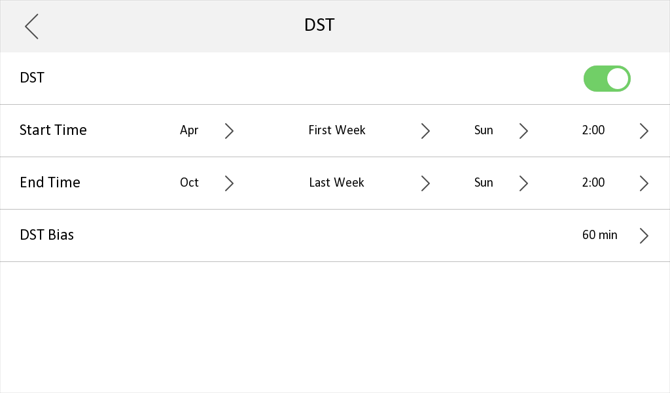 DST
DST
Start Time Apr First Week Sun 2:00
End Time Oct Last Week Sun 2:00
DST Bias 60 min